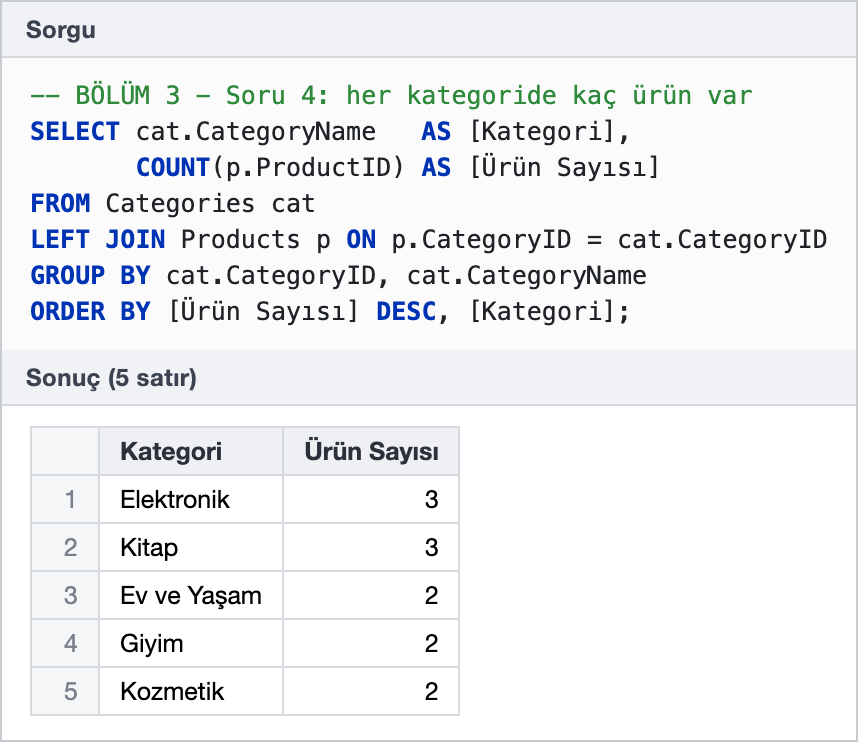 Sorgu
-- BÖLÜM 3 - Soru 4: her kategoride kaç ürün var
SELECT cat.CategoryName   AS [Kategori],
       COUNT(p.ProductID) AS [Ürün Sayısı]
FROM Categories cat
LEFT JOIN Products p ON p.CategoryID = cat.CategoryID
GROUP BY cat.CategoryID, cat.CategoryName
ORDER BY [Ürün Sayısı] DESC, [Kategori];
Sonuç (5 satır)
Kategori Ürün Sayısı
1 Elektronik 3
2 Kitap 3
3 Ev ve Yaşam 2
4 Giyim 2
5 Kozmetik 2